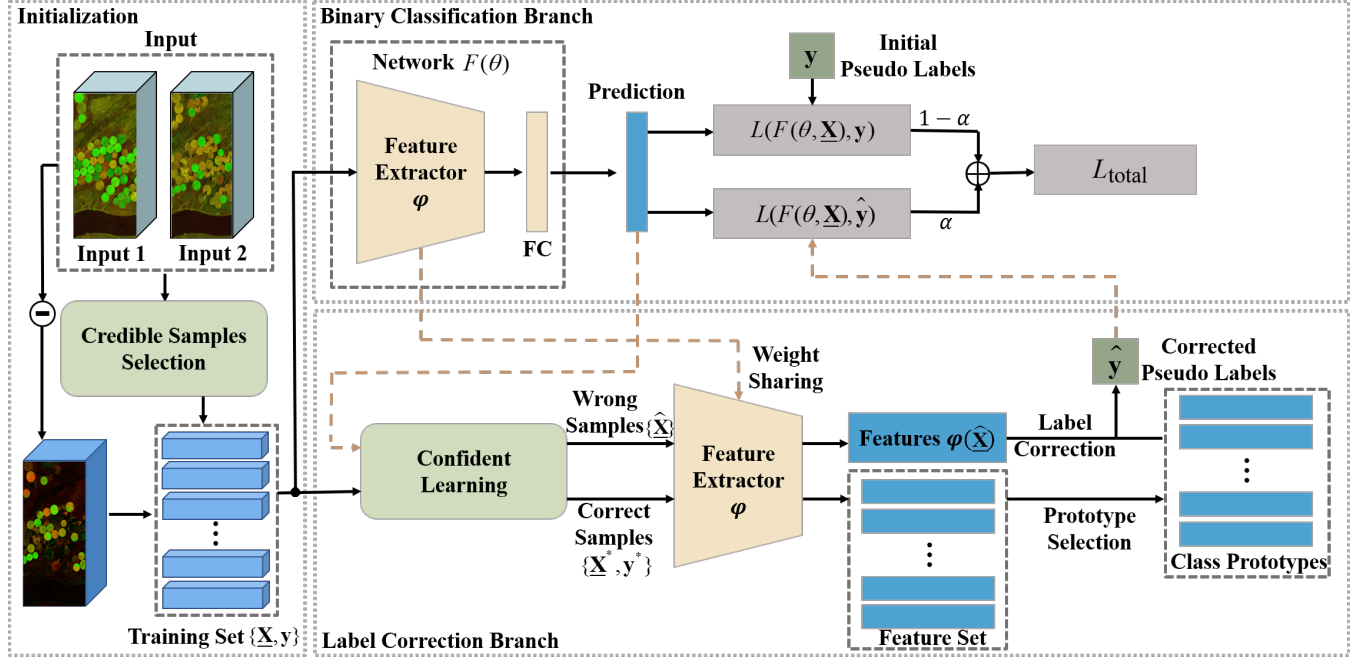 Initialization
Input
Input 1 Input 2
Credible Samples
Selection
Training Set {X, y}
Binary Classification Branch
Network F(θ)
Feature
Extractor
φ
FC
Prediction
y
Initial
Pseudo Labels
L(F(θ, X), y)
1 − α
L(F(θ, X), ŷ)
α
L_total
Label Correction Branch
Confident
Learning
Wrong
Samples {X̂}
Correct
Samples
{X*, y*}
Weight
Sharing
Feature
Extractor
φ
Features φ(X̂)
Feature Set
Label
Correction
Prototype
Selection
ŷ
Corrected
Pseudo Labels
Class Prototypes